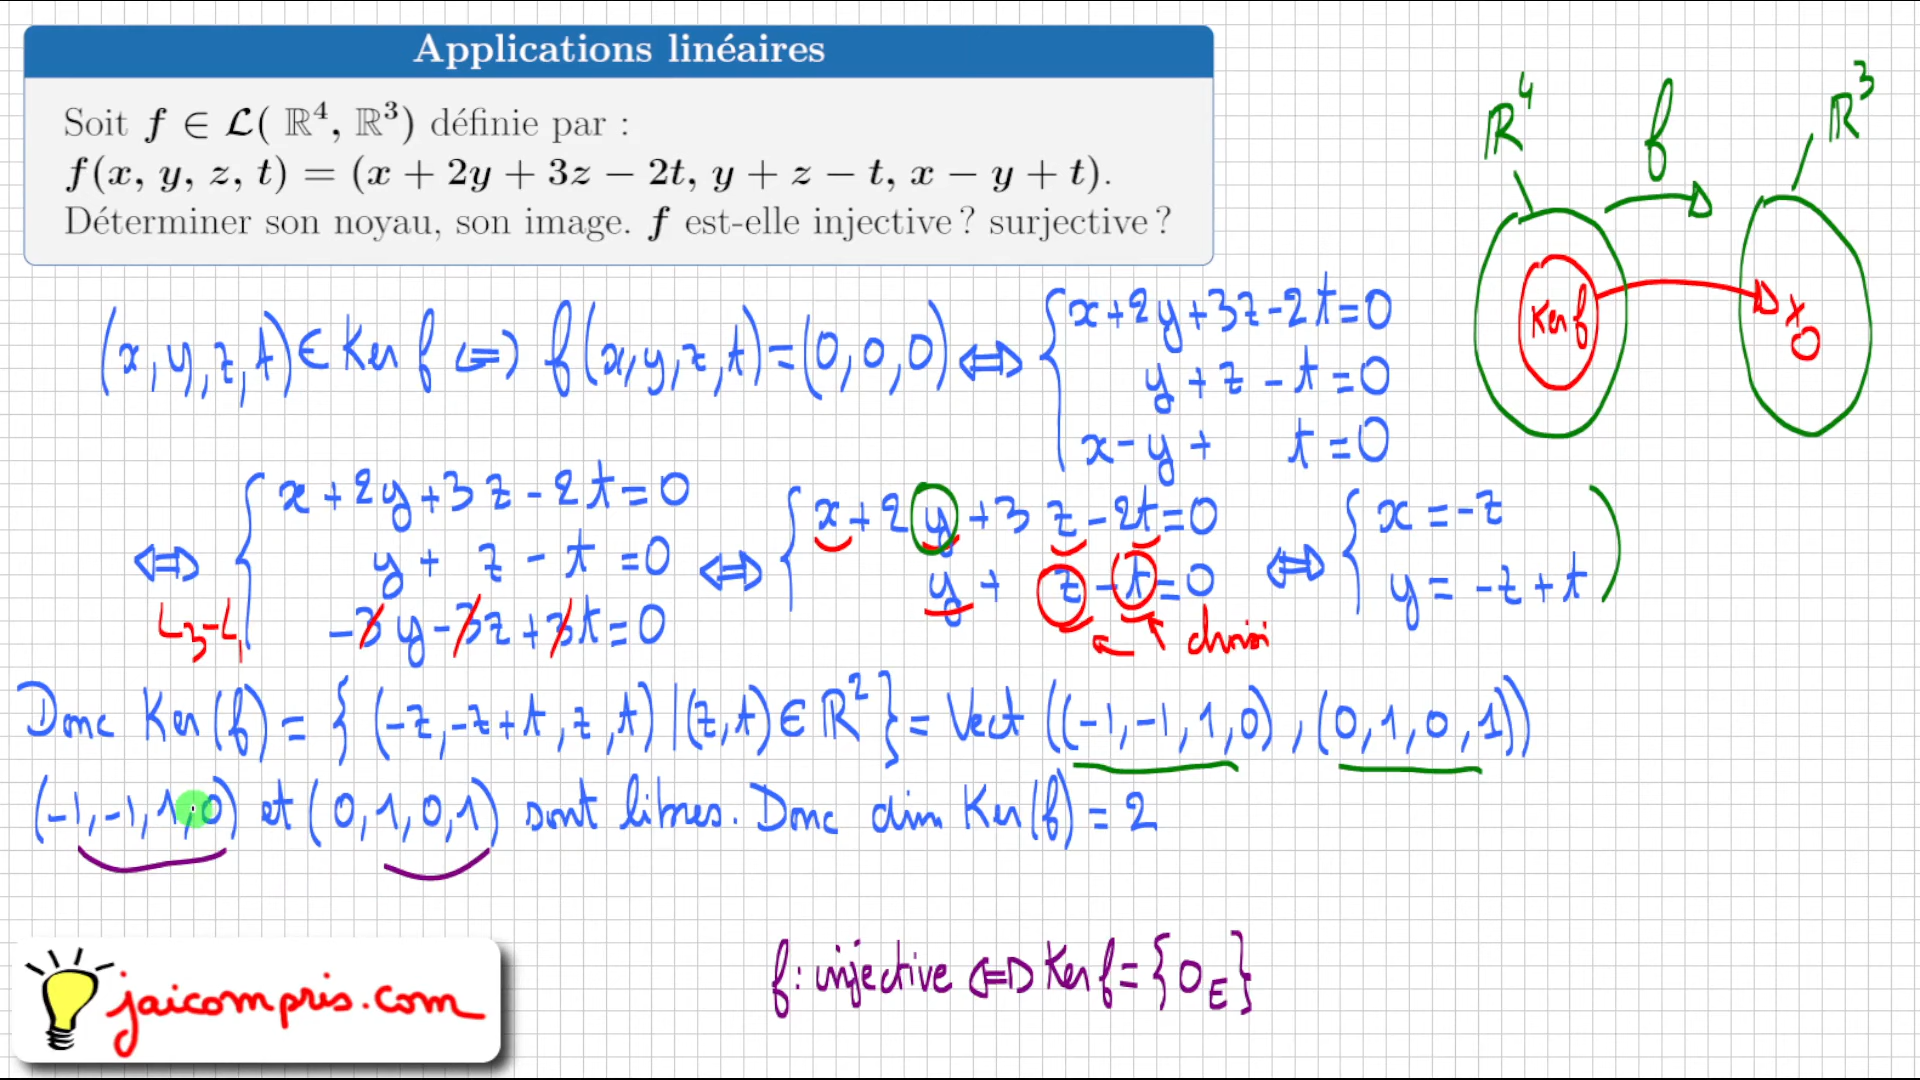 Applications linéaires
Soit f ∈ ℒ( ℝ⁴, ℝ³) définie par :
f(x, y, z, t) = (x + 2y + 3z − 2t, y + z − t, x − y + t).
Déterminer son noyau, son image. f est-elle injective ? surjective ?
ℝ⁴ f ℝ³
Ker f 0
(x,y,z,t) ∈ Ker f ⇔ f(x,y,z,t) = (0,0,0) ⇔ { x+2y+3z-2t=0
y+z-t=0
x-y+ t=0
⇔ { x+2y+3z-2t=0
y+ z-t=0
L3-L1 -3y-3z+3t=0
⇔ { x+2y+3z-2t=0
y+ z-t=0
choisi
⇔ { x=-z
y=-z+t
Donc Ker(f) = {(-z,-z+t,z,t) | (z,t) ∈ ℝ²} = Vect ((-1,-1,1,0),(0,1,0,1))
(-1,-1,1,0) et (0,1,0,1) sont libres. Donc dim Ker(f) = 2
f : injective ⇔ Ker f = {0_E}
jaicompris.com